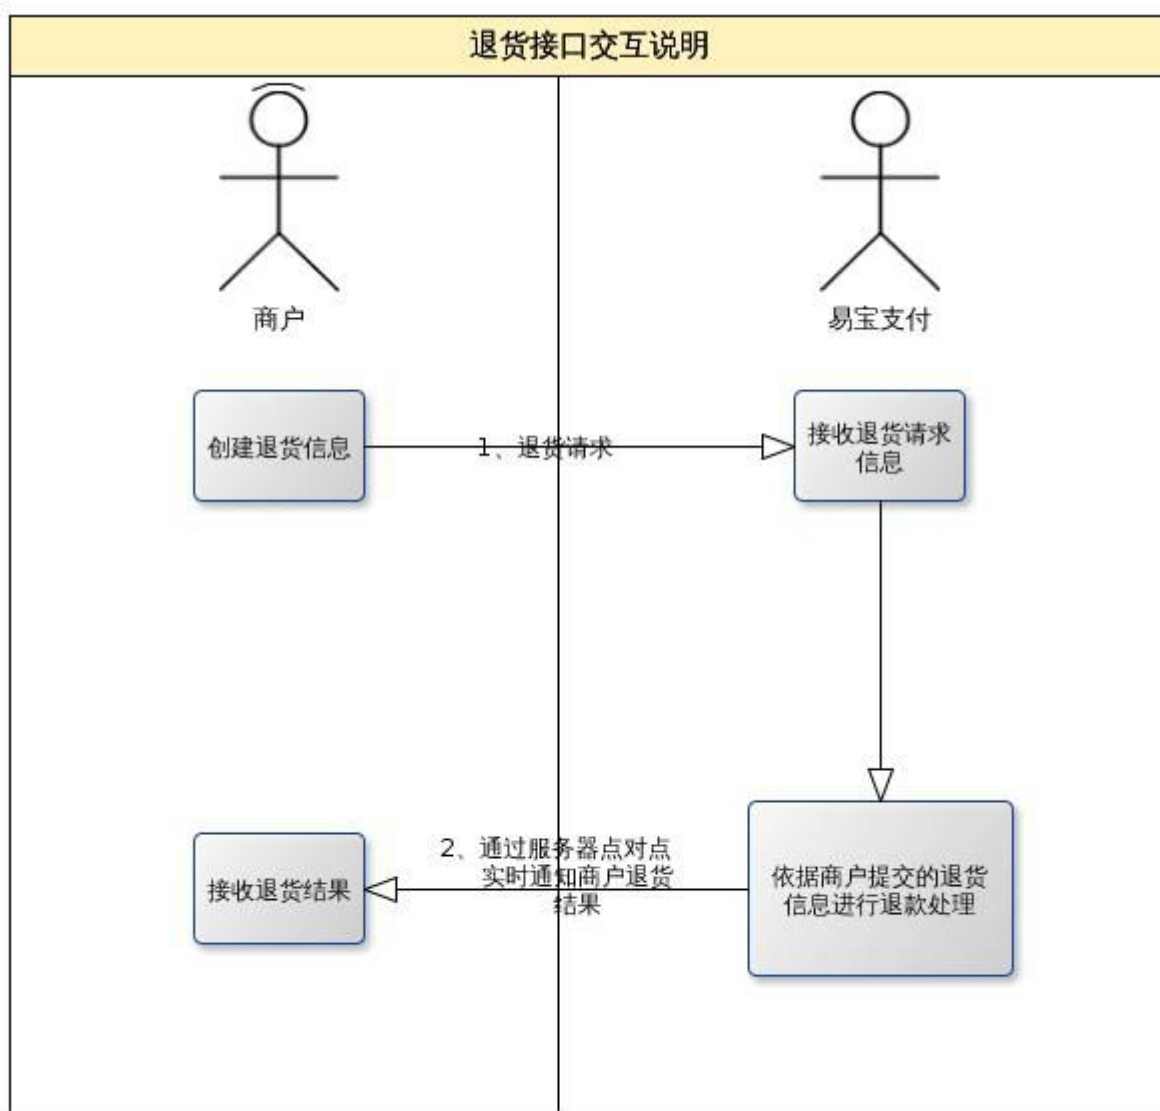 退货接口交互说明
商户
易宝支付
创建退货信息
1、退货请求
接收退货请求
信息
接收退货结果
2、通过服务器点对点
实时通知商户退货
结果
依据商户提交的退货
信息进行退款处理